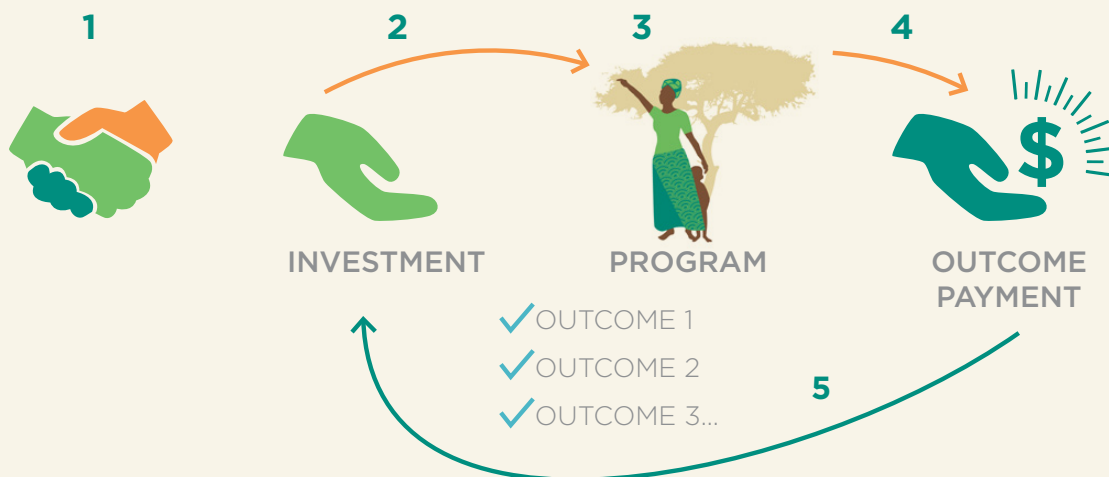 1
2
3
4
$
INVESTMENT
PROGRAM
OUTCOME
PAYMENT
OUTCOME 1
OUTCOME 2
OUTCOME 3...
5